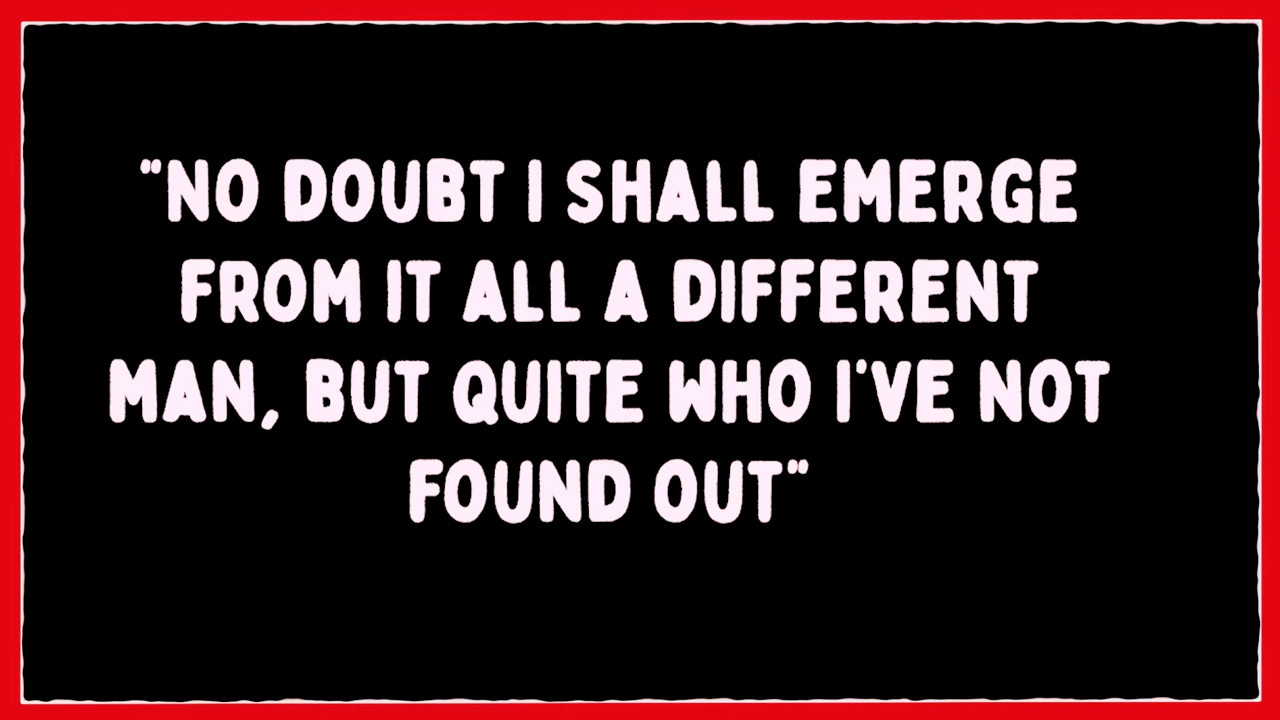 "NO DOUBT I SHALL EMERGE
FROM IT ALL A DIFFERENT
MAN, BUT QUITE WHO I'VE NOT
FOUND OUT"